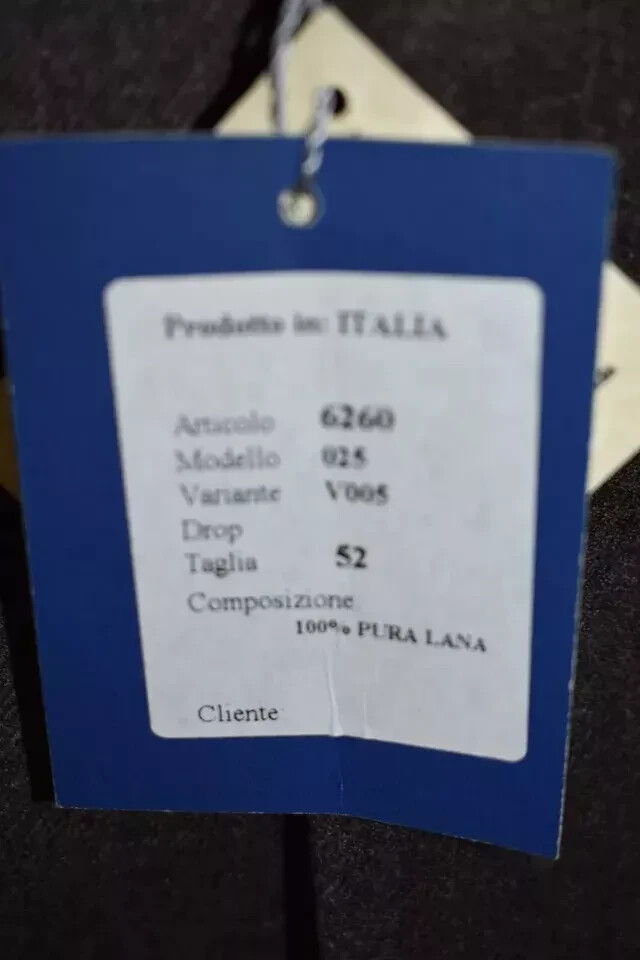 Prodotto in: ITALIA
Articolo 6260
Modello 025
Variante V005
Drop
Taglia 52
Composizione
100% PURA LANA
Cliente